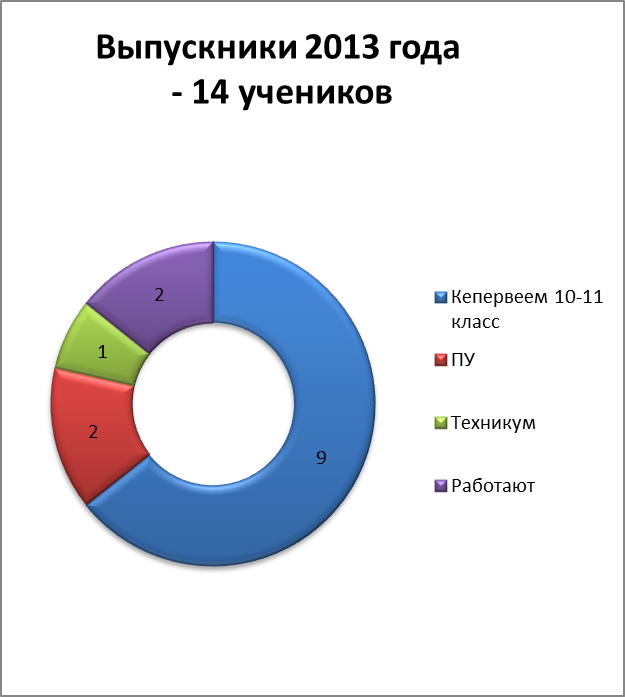 Выпускники 2013 года
- 14 учеников
2
1
2
9
Кепервеем 10-11
класс
ПУ
Техникум
Работают